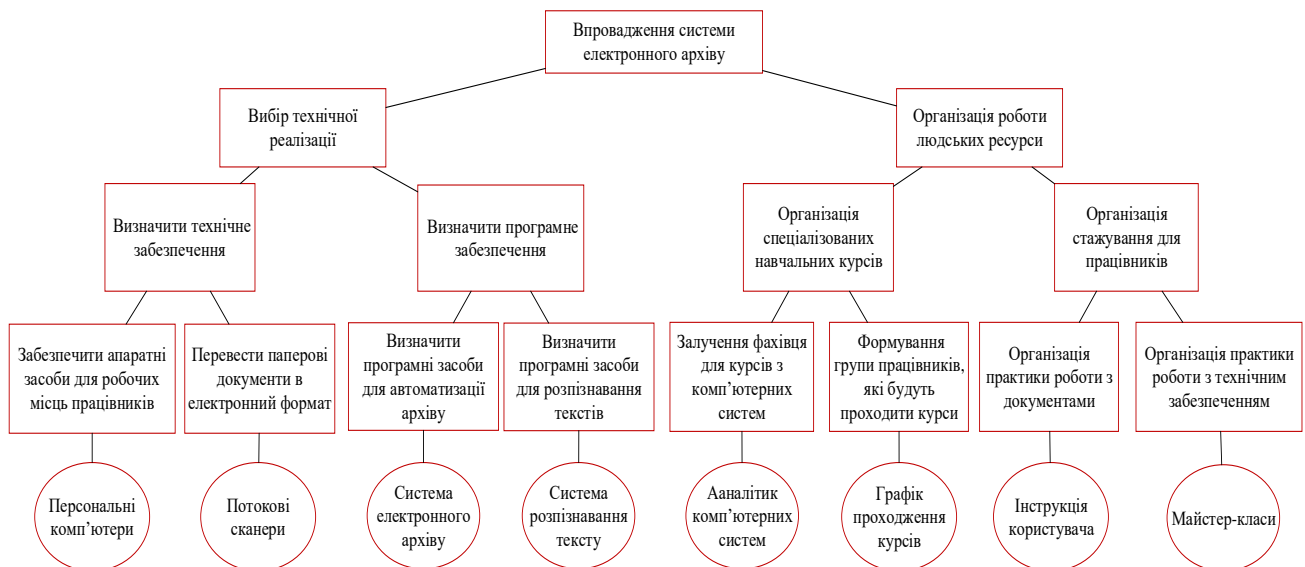 Впровадження системи
електронного архіву
Вибір технічної
реалізації
Організація роботи
людських ресурси
Визначити технічне
забезпечення
Визначити програмне
забезпечення
Організація
спеціалізованих
навчальних курсів
Організація
стажування для
працівників
Забезпечити апаратні
засоби для робочих
місць працівників
Перевести паперові
документи в
електронний формат
Визначити
програмні засоби
для автоматизації
архіву
Визначити
програмні засоби
для розпізнавання
текстів
Залучення фахівця
для курсів з
комп’ютерних
систем
Формування
групи працівників,
які будуть
проходити курси
Організація
практики роботи з
документами
Організація практики
роботи з технічним
забезпеченням
Персональні
комп’ютери
Потокові
сканери
Система
електронного
архіву
Система
розпізнавання
тексту
Ааналітик
комп’ютерних
систем
Графік
проходження
курсів
Інструкція
користувача
Майстер-класи